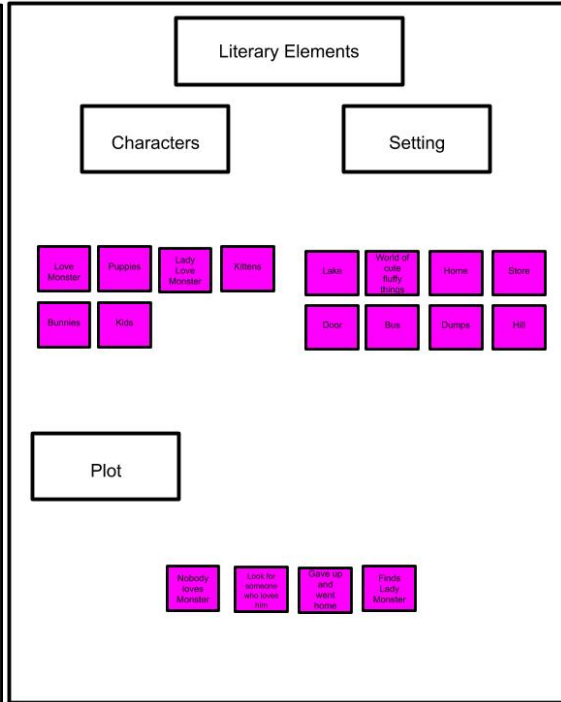 Literary Elements
Characters
Setting
Love
Monster
Puppies
Lady
Love
Monster
Kittens
Lake
World of
cute
fluffy
things
Home
Store
Bunnies
Kids
Door
Bus
Dumps
Hill
Plot
Nobody
loves
Monster
Look for
someone
who loves
him
Gave up
and
went
home
Finds
Lady
Monster